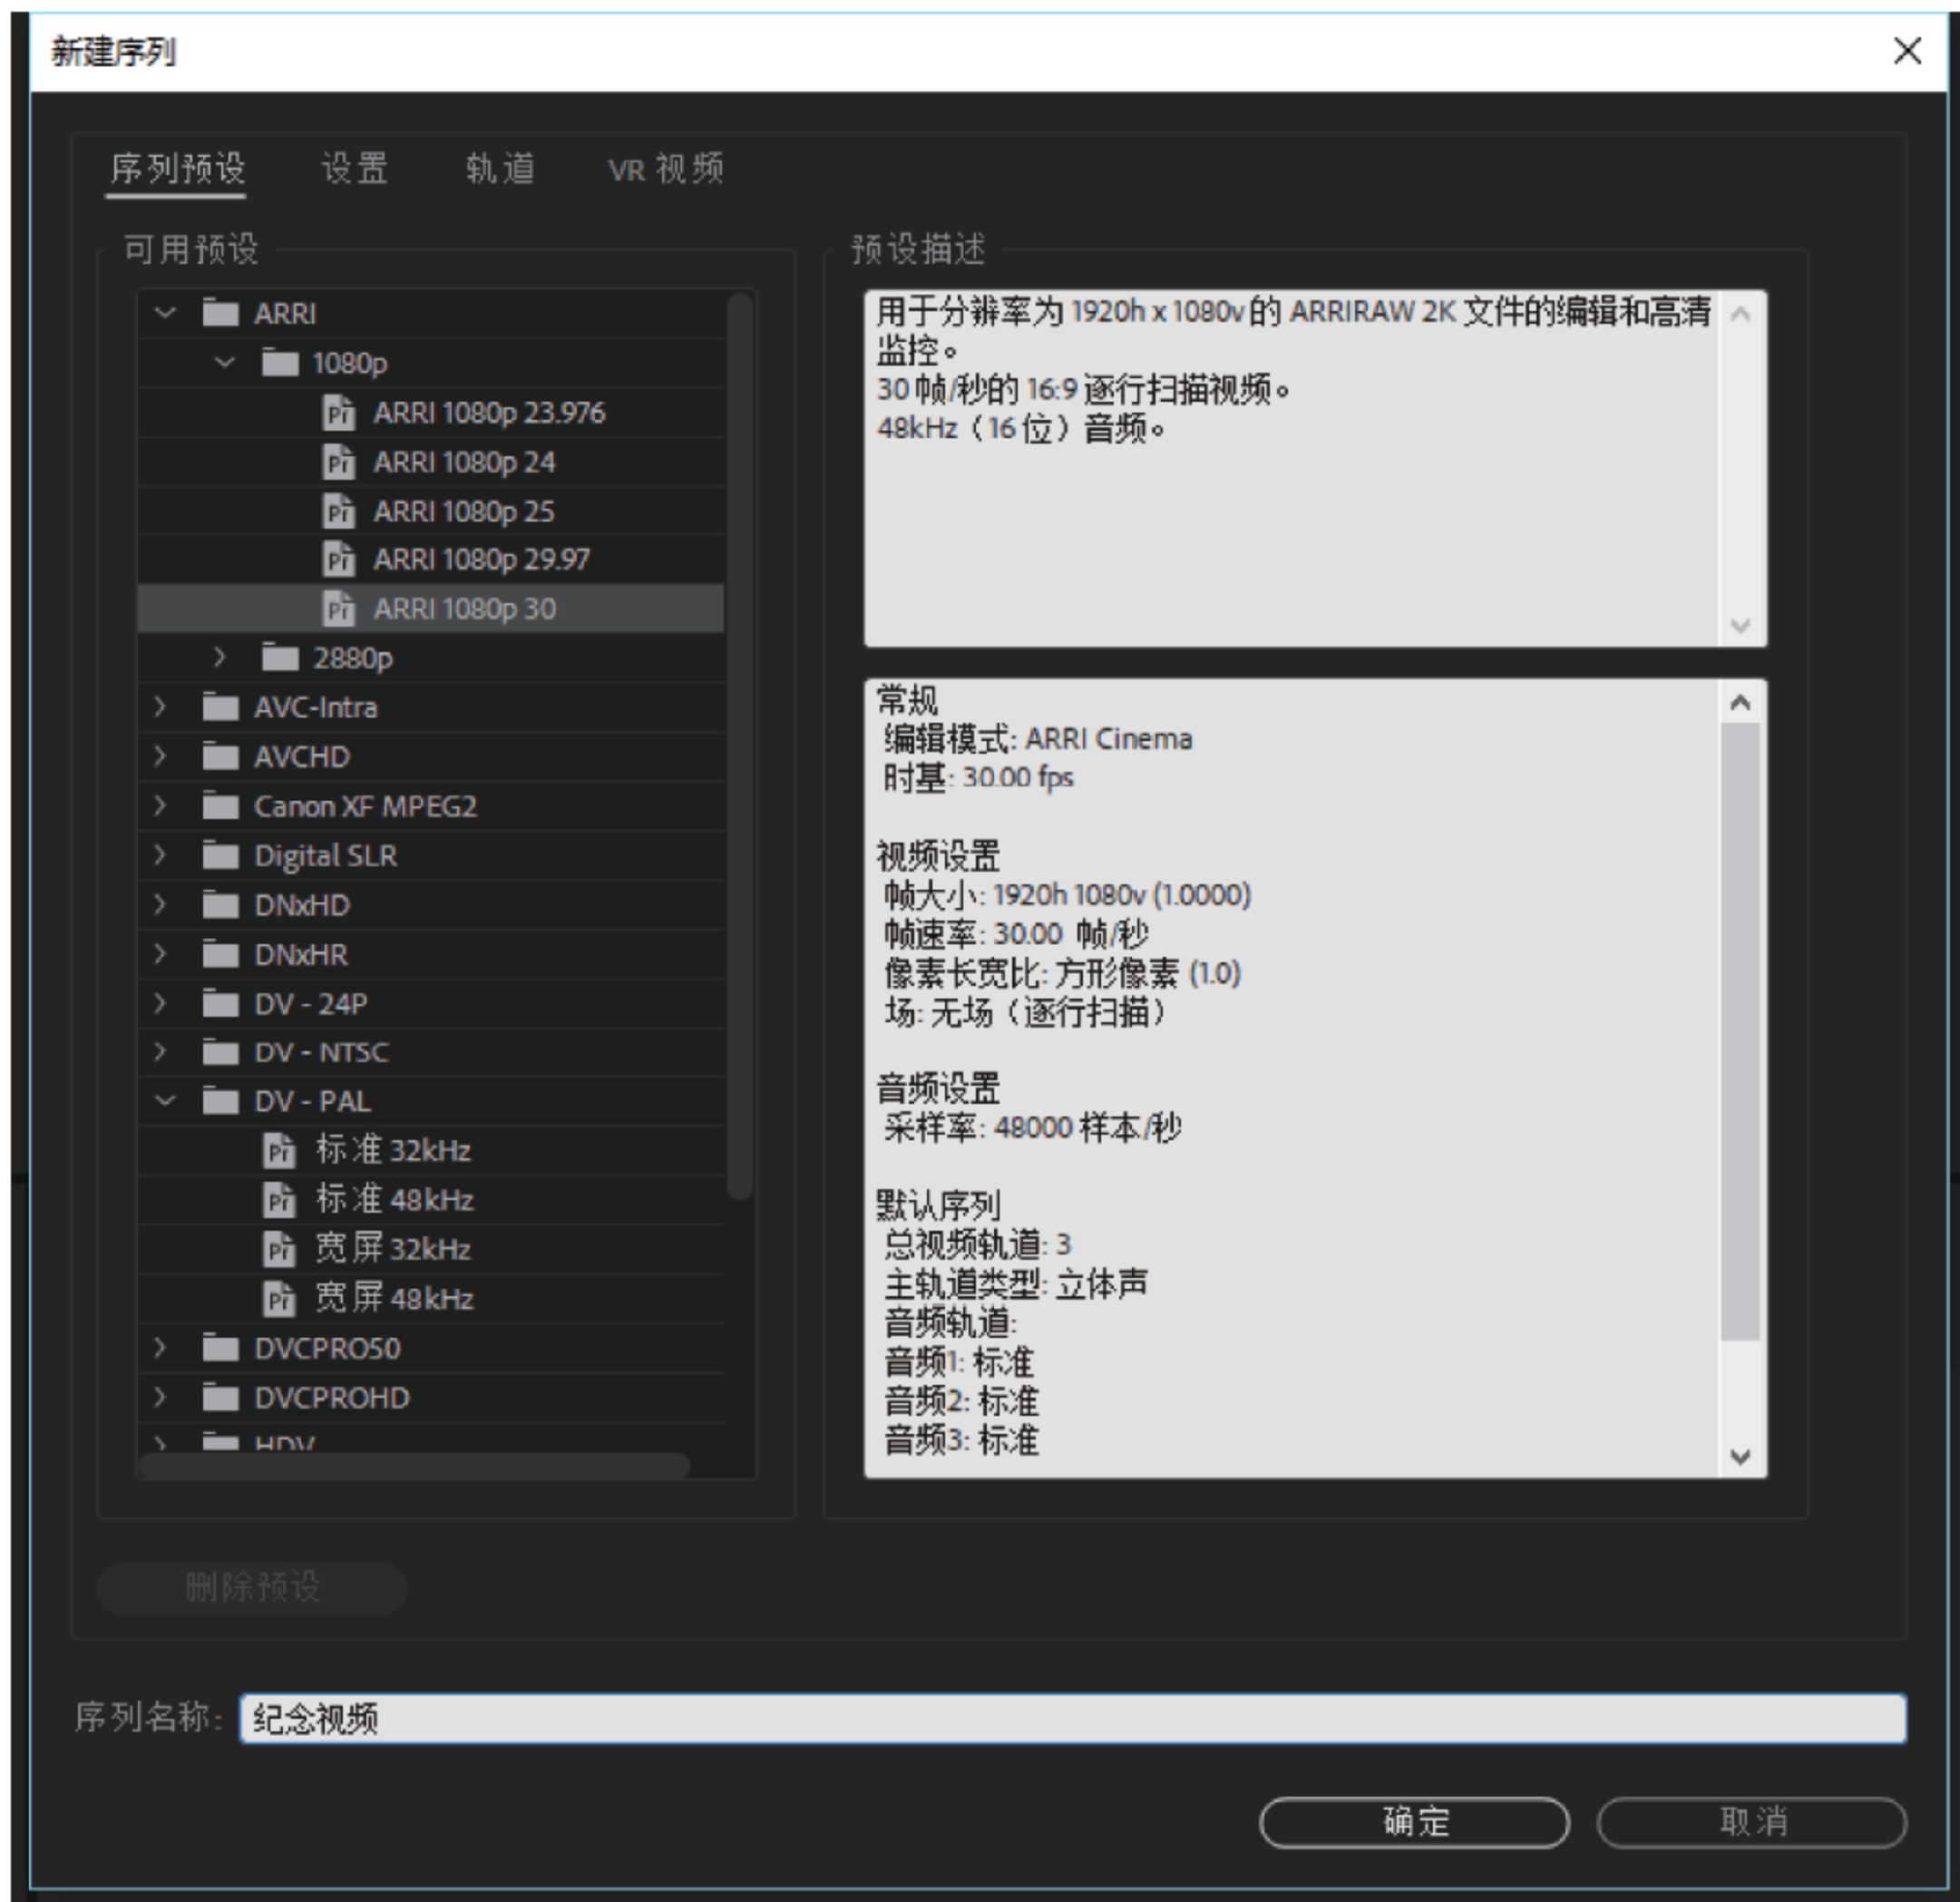 新建序列
序列预设 设置 轨道 VR 视频
可用预设
ARRI
1080p
ARRI 1080p 23.976
ARRI 1080p 24
ARRI 1080p 25
ARRI 1080p 29.97
ARRI 1080p 30
2880p
AVC-Intra
AVCHD
Canon XF MPEG2
Digital SLR
DNxHD
DNxHR
DV - 24P
DV - NTSC
DV - PAL
标准 32kHz
标准 48kHz
宽屏 32kHz
宽屏 48kHz
DVCPRO50
DVCPROHD
HDV
删除预设
预设描述
用于分辨率为 1920h x 1080v 的 ARRIRAW 2K 文件的编辑和高清
监控。
30 帧/秒的 16:9 逐行扫描视频。
48kHz（16 位）音频。
常规
编辑模式: ARRI Cinema
时基: 30.00 fps
视频设置
帧大小: 1920h 1080v (1.0000)
帧速率: 30.00 帧/秒
像素长宽比: 方形像素 (1.0)
场: 无场（逐行扫描）
音频设置
采样率: 48000 样本/秒
默认序列
总视频轨道: 3
主轨道类型: 立体声
音频轨道:
音频1: 标准
音频2: 标准
音频3: 标准
序列名称: 纪念视频
确定 取消